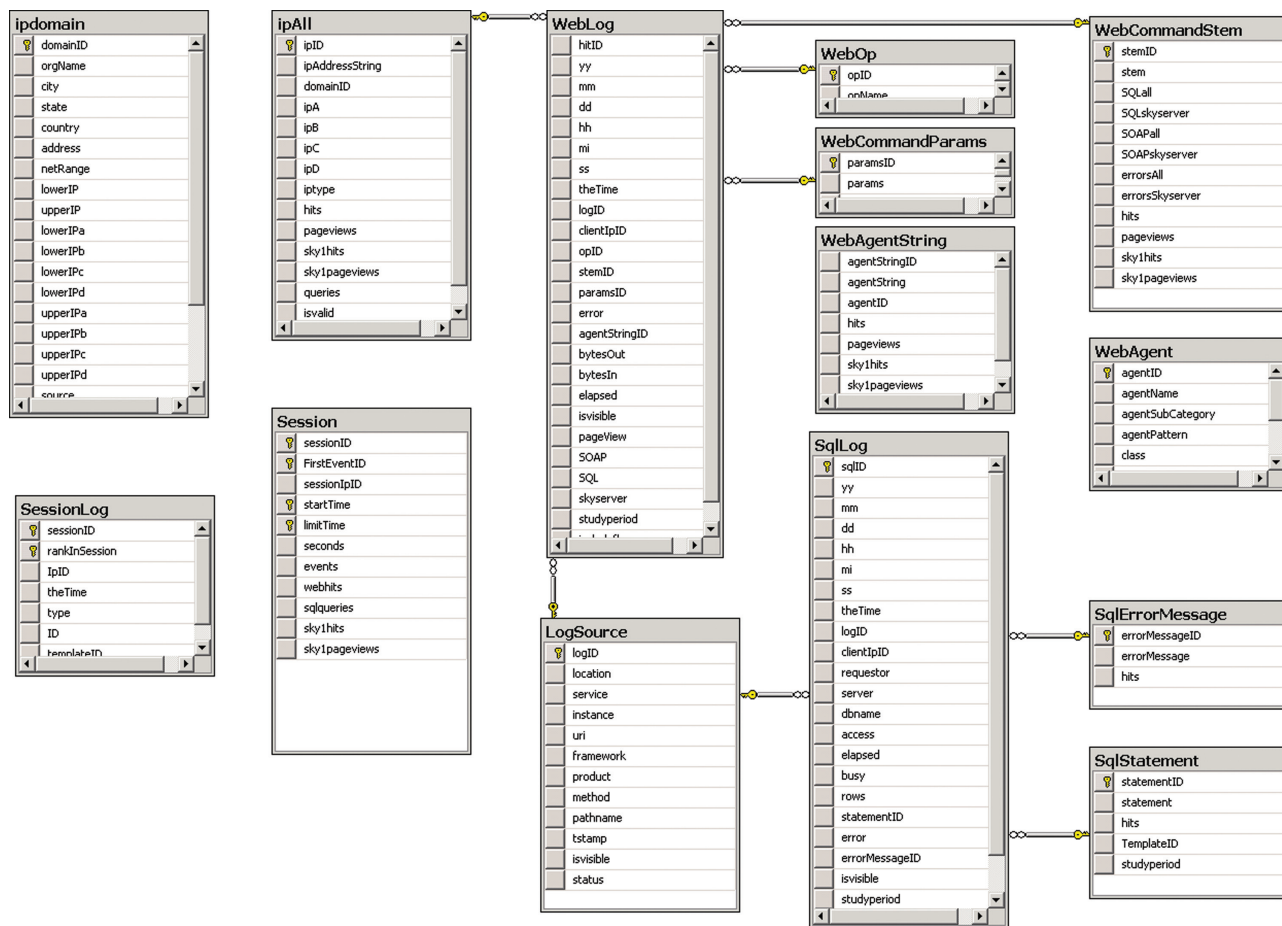 ipdomain
domainID
orgName
city
state
country
address
netRange
lowerIP
upperIP
lowerIPa
lowerIPb
lowerIPc
lowerIPd
upperIPa
upperIPb
upperIPc
upperIPd
source
SessionLog
sessionID
rankInSession
IpID
theTime
type
ID
templateID
ipAll
ipID
ipAddressString
domainID
ipA
ipB
ipC
ipD
iptype
hits
pageviews
sky1hits
sky1pageviews
queries
isvalid
Session
sessionID
FirstEventID
sessionIpID
startTime
limitTime
seconds
events
webhits
sqlqueries
sky1hits
sky1pageviews
WebLog
hitID
yy
mm
dd
hh
mi
ss
theTime
logID
clientIpID
opID
stemID
paramsID
error
agentStringID
bytesOut
bytesIn
elapsed
isvisible
pageView
SOAP
SQL
skyserver
studyperiod
LogSource
logID
location
service
instance
uri
framework
product
method
pathname
tstamp
isvisible
status
WebOp
opID
opName
WebCommandParams
paramsID
params
WebAgentString
agentStringID
agentString
agentID
hits
pageviews
sky1hits
sky1pageviews
SqlLog
sqlID
yy
mm
dd
hh
mi
ss
theTime
logID
clientIpID
requestor
server
dbname
access
elapsed
busy
rows
statementID
error
errorMessageID
isvisible
studyperiod
WebCommandStem
stemID
stem
SQLall
SQLskyserver
SOAPall
SOAPskyserver
errorsAll
errorsSkyserver
hits
pageviews
sky1hits
sky1pageviews
WebAgent
agentID
agentName
agentSubCategory
agentPattern
class
SqlErrorMessage
errorMessageID
errorMessage
hits
SqlStatement
statementID
statement
hits
TemplateID
studyperiod